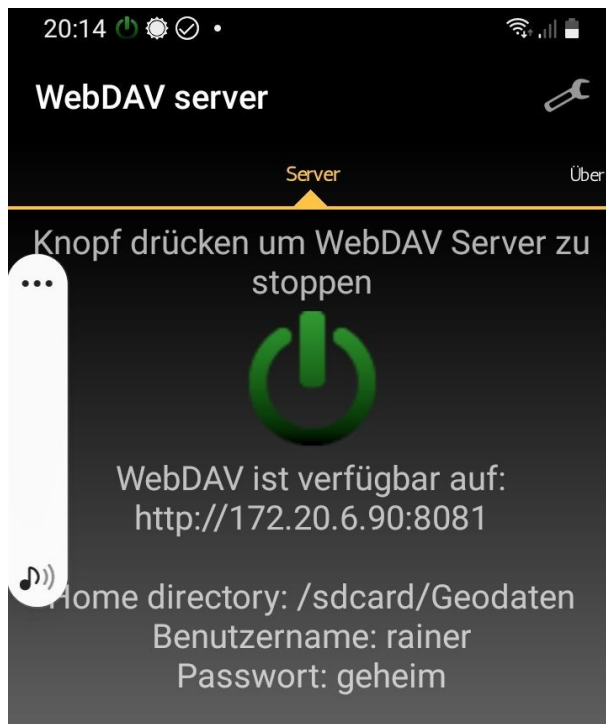 20:14
WebDAV server
Server
Über
Knopf drücken um WebDAV Server zu
stoppen
WebDAV ist verfügbar auf:
http://172.20.6.90:8081
Home directory: /sdcard/Geodaten
Benutzername: rainer
Passwort: geheim